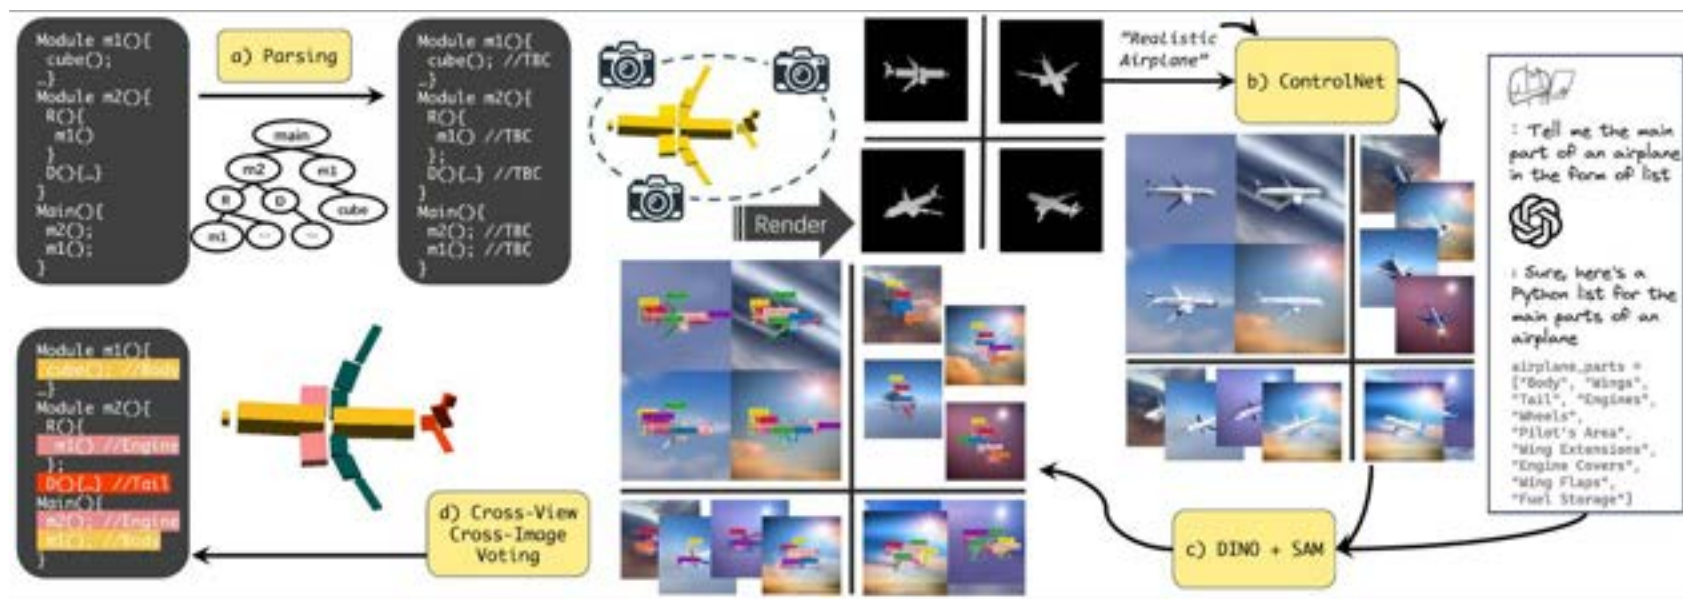 Module m1(){
cube();
…}
Module m2(){
R(){
m1()
}
D(){…}
}
Main(){
m2();
m1();
}
a) Parsing
main
m2
m1
R
D
cube
m1
Module m1(){
cube(); //TBC
…}
Module m2(){
R(){
m1() //TBC
};
D(){…} //TBC
}
Main(){
m2(); //TBC
m1(); //TBC
}
Render
"Realistic
Airplane"
b) ControlNet
: Tell me the main
part of an airplane
in the form of list
: Sure, here's a
Python list for the
main parts of an
airplane
airplane_parts =
["Body", "Wings",
"Tail", "Engines",
"Wheels",
"Pilot's Area",
"Wing Extensions",
"Engine Covers",
"Wing Flaps",
"Fuel Storage"]
c) DINO + SAM
d) Cross-View
Cross-Image
Voting
Module m1(){
cube(); //Body
…}
Module m2(){
R(){
m1() //Engine
};
D(){…} //Tail
Main(){
m2(); //Engine
m1(); //Body
}